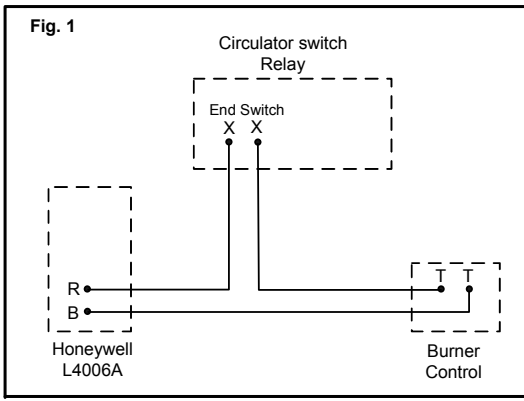 Fig. 1
Circulator switch
Relay
End Switch
X X
T T
R
B
Honeywell
L4006A
Burner
Control